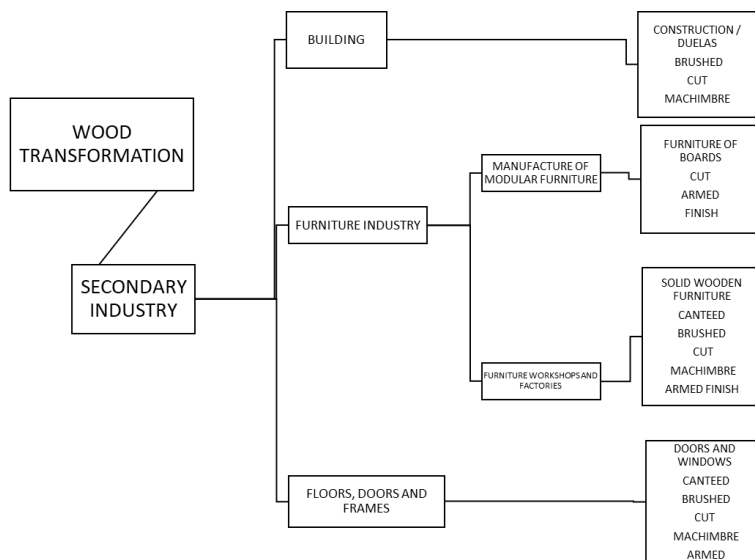 WOOD
TRANSFORMATION
SECONDARY
INDUSTRY
BUILDING
CONSTRUCTION /
DUELAS
BRUSHED
CUT
MACHIMBRE
FURNITURE INDUSTRY
MANUFACTURE OF
MODULAR FURNITURE
FURNITURE OF
BOARDS
CUT
ARMED
FINISH
FURNITURE WORKSHOPS AND
FACTORIES
SOLID WOODEN
FURNITURE
CANTEED
BRUSHED
CUT
MACHIMBRE
ARMED FINISH
FLOORS, DOORS AND
FRAMES
DOORS AND
WINDOWS
CANTEED
BRUSHED
CUT
MACHIMBRE
ARMED